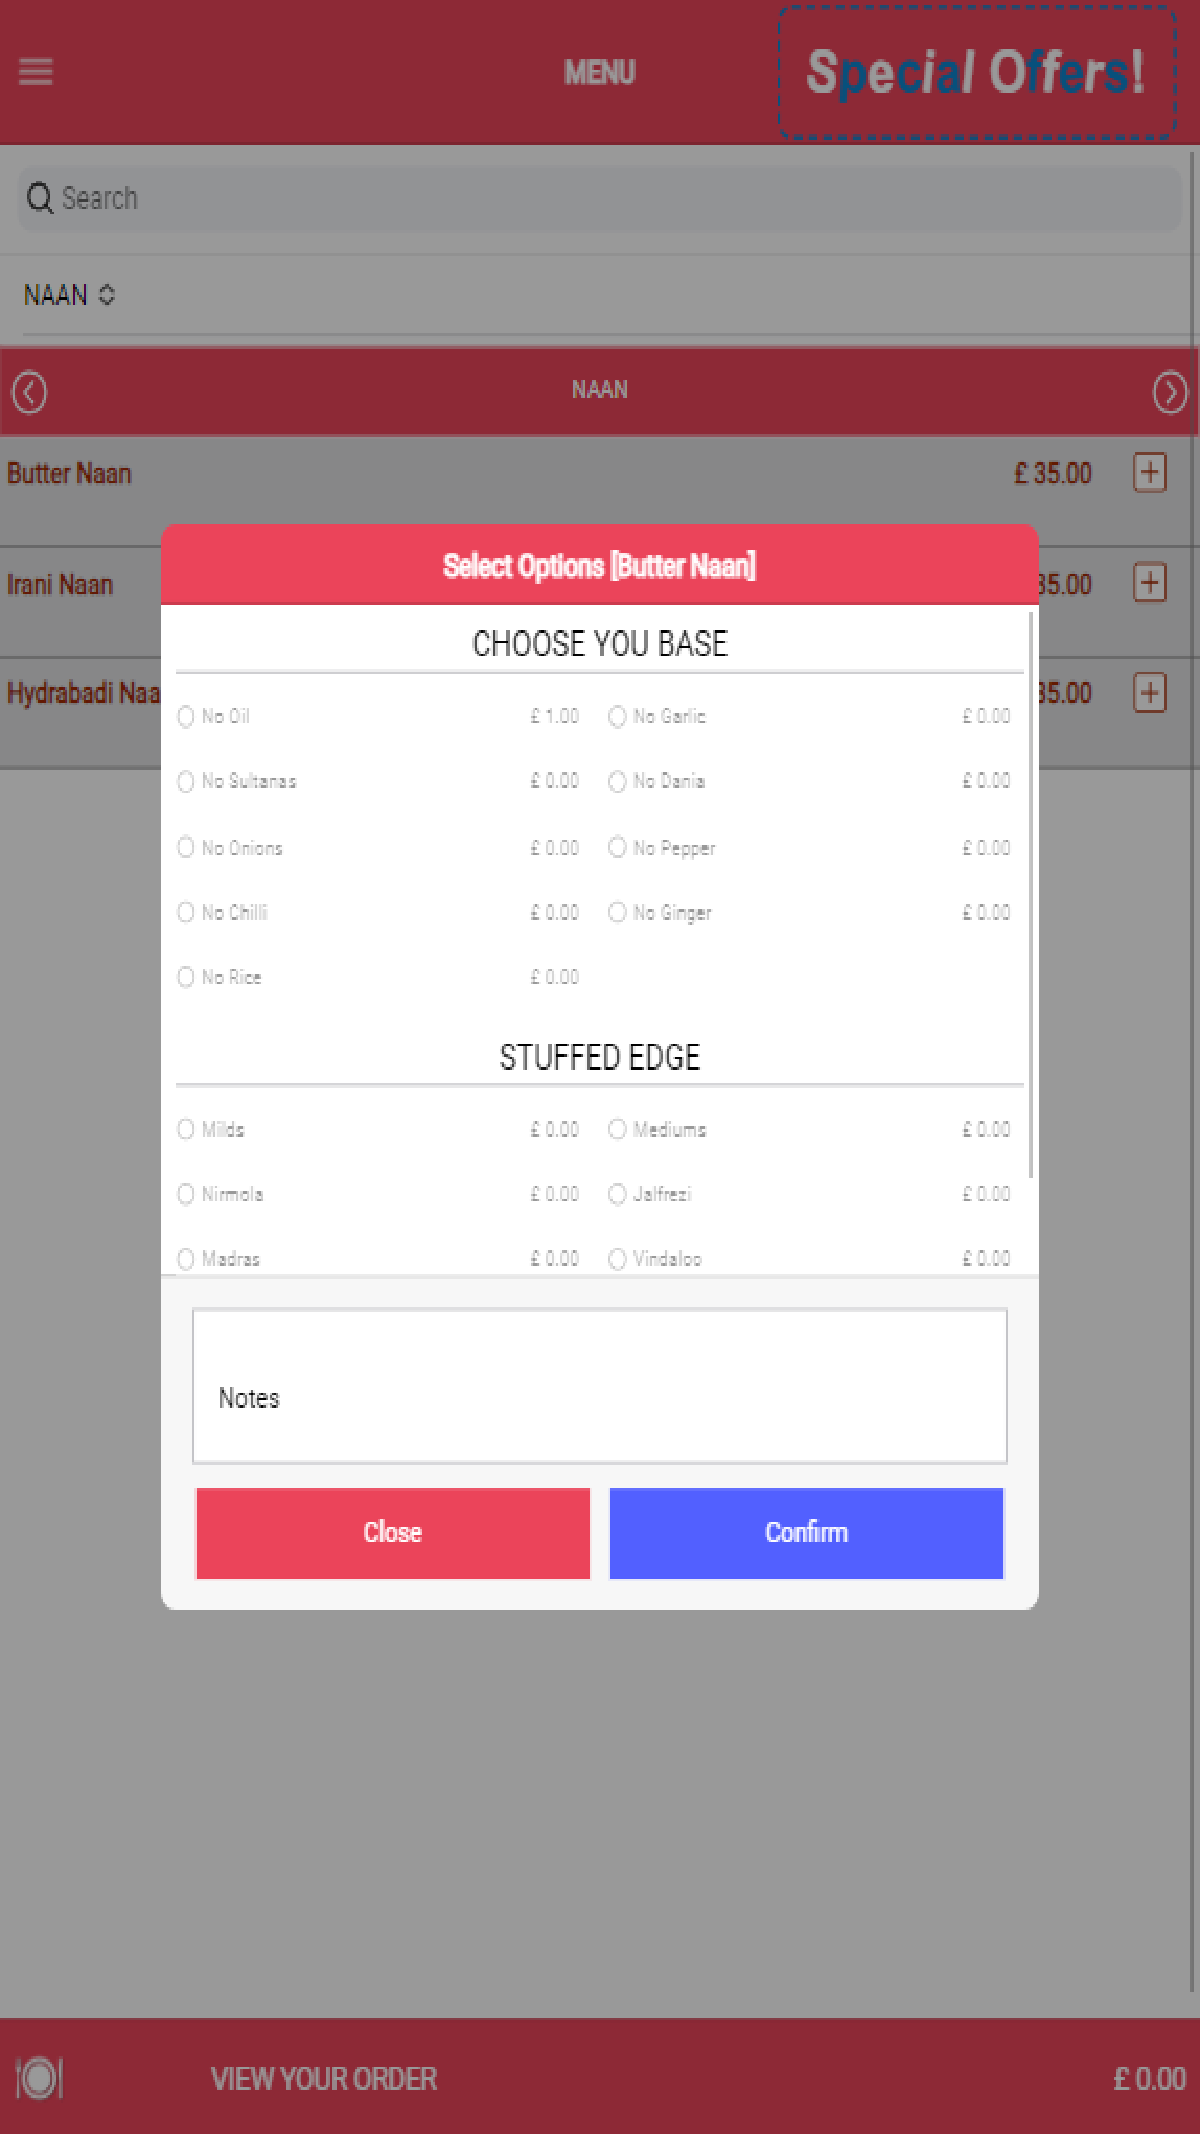 MENU
Special Offers!
Search
NAAN
NAAN
Butter Naan £ 35.00
Irani Naan 35.00
Hydrabadi Naa 35.00
Select Options [Butter Naan]
CHOOSE YOU BASE
No Oil £ 1.00 No Garlic £ 0.00
No Sultanas £ 0.00 No Dania £ 0.00
No Onions £ 0.00 No Pepper £ 0.00
No Chilli £ 0.00 No Ginger £ 0.00
No Rice £ 0.00
STUFFED EDGE
Milds £ 0.00 Mediums £ 0.00
Nirmola £ 0.00 Jalfrezi £ 0.00
Madras £ 0.00 Vindaloo £ 0.00
Notes
Close Confirm
VIEW YOUR ORDER £ 0.00